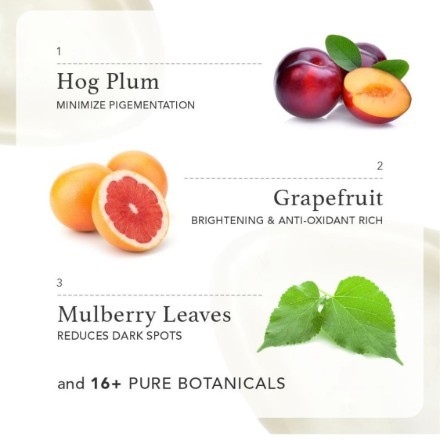 1
Hog Plum
MINIMIZE PIGEMENTATION
2
Grapefruit
BRIGHTENING & ANTI-OXIDANT RICH
3
Mulberry Leaves
REDUCES DARK SPOTS
and 16+ PURE BOTANICALS